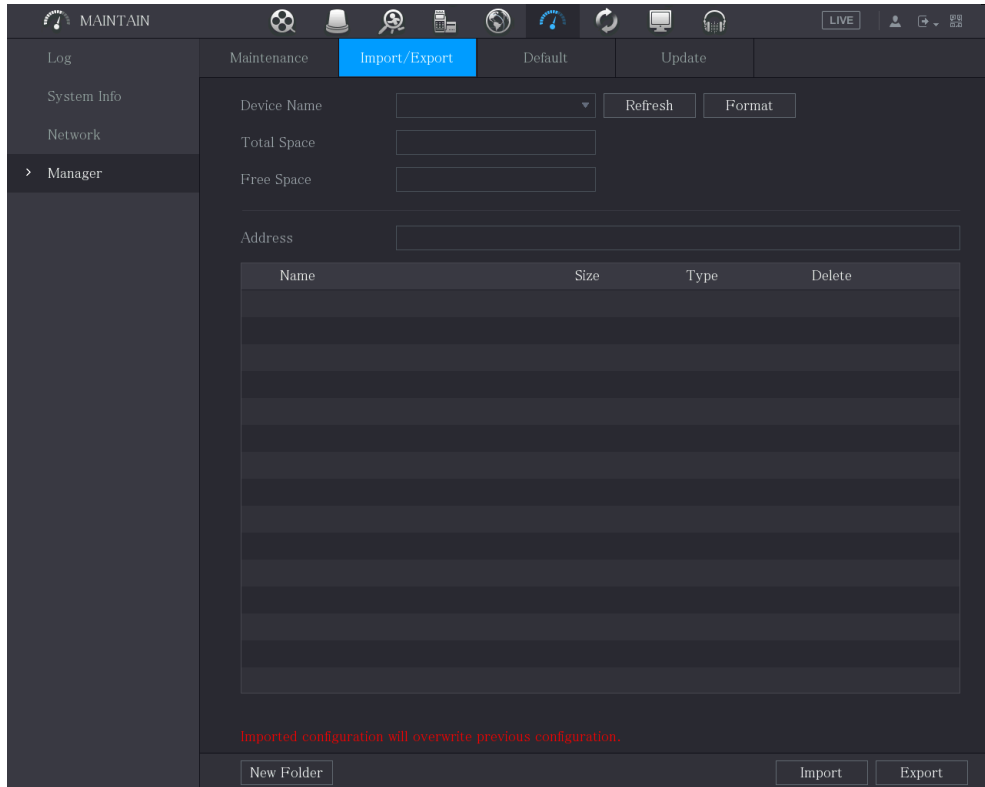 MAINTAIN
LIVE
Log
System Info
Network
Manager
Maintenance Import/Export Default Update
Device Name Refresh Format
Total Space
Free Space
Address
Name Size Type Delete
Imported configuration will overwrite previous configuration.
New Folder Import Export